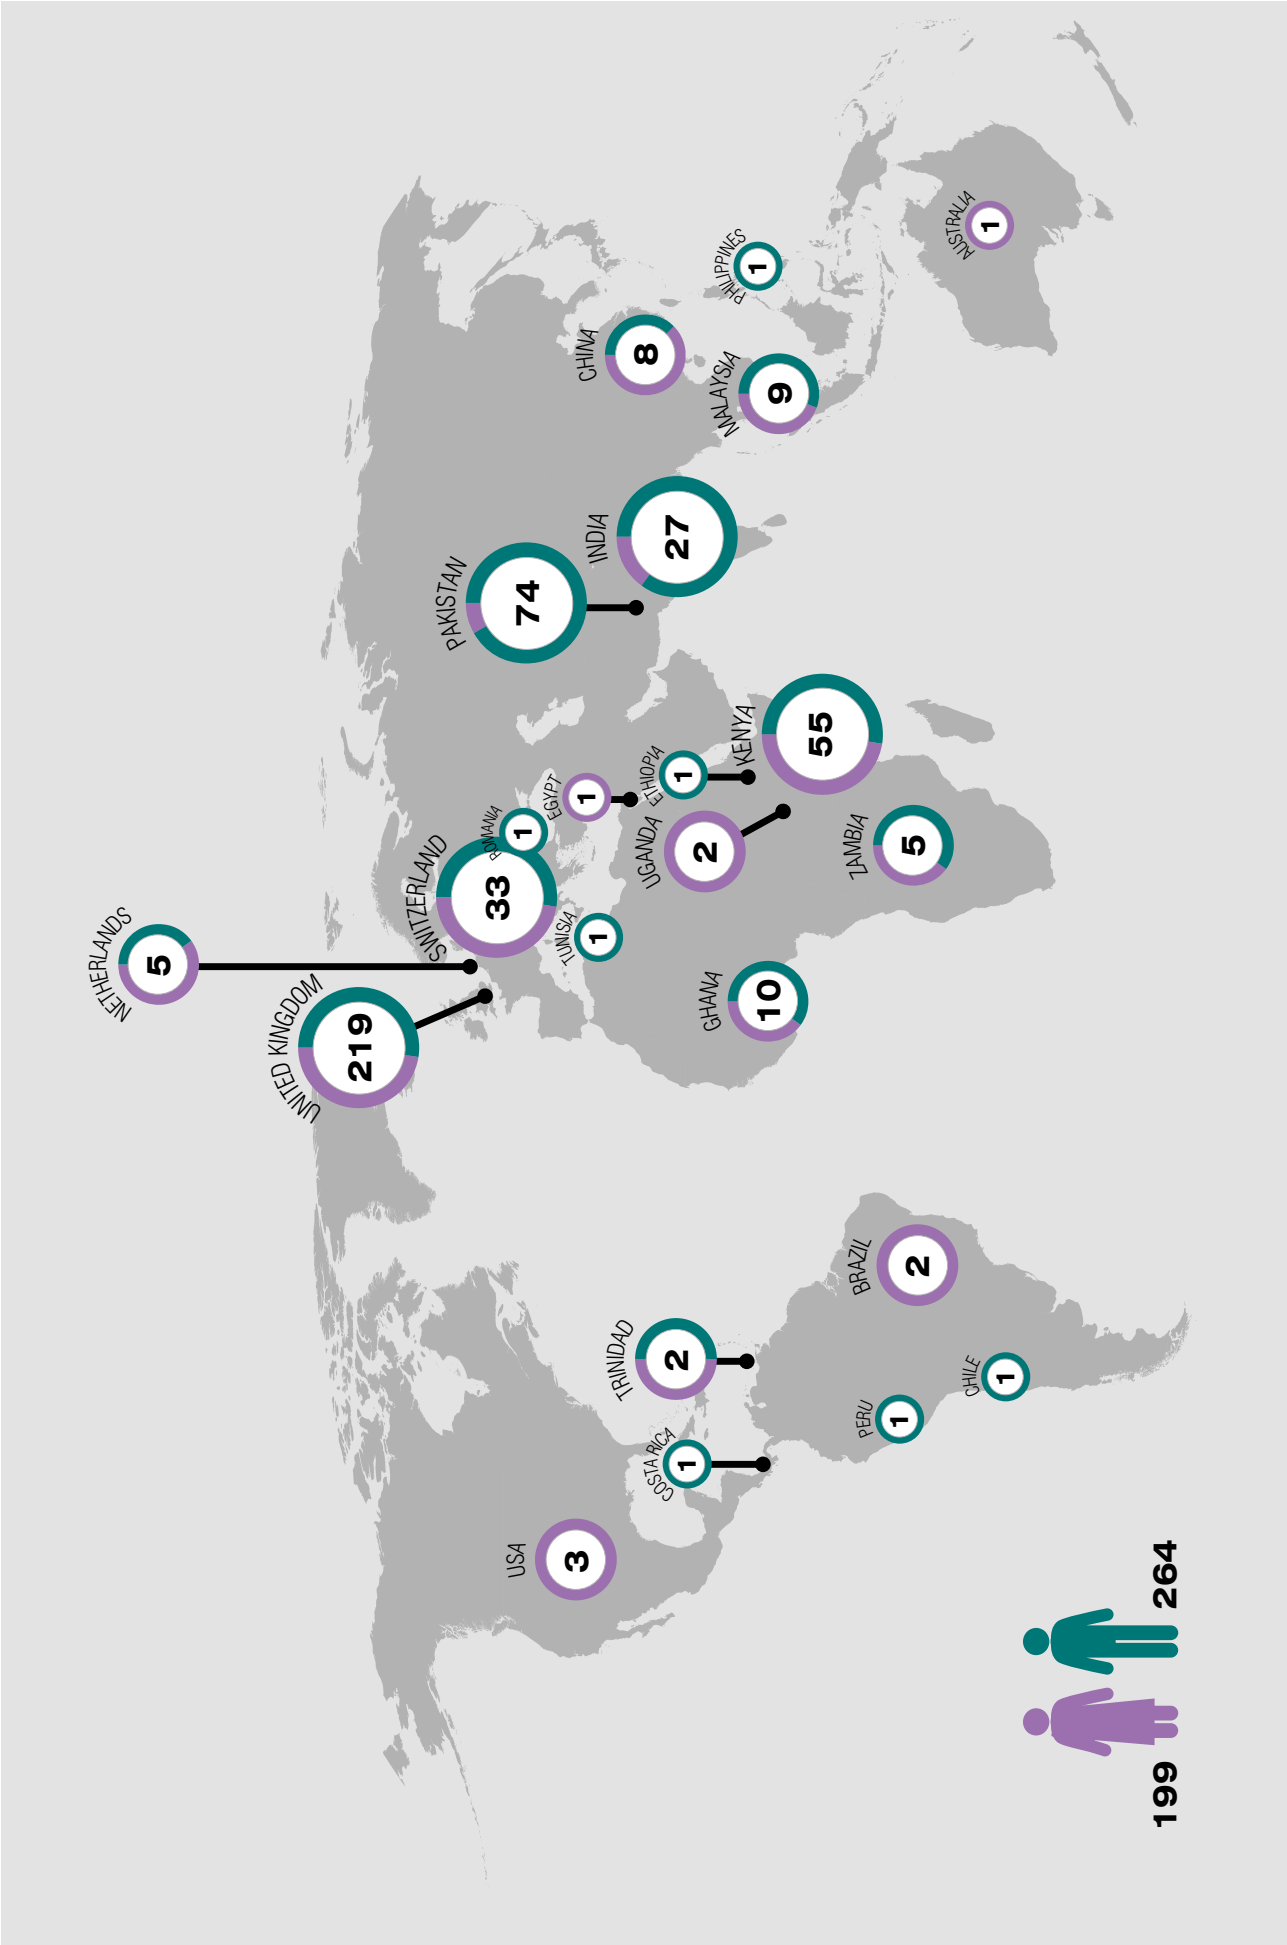 NETHERLANDS
5
UNITED KINGDOM
219
SWITZERLAND
33
ROMANIA
1
PAKISTAN
74
CHINA
8
USA
3
EGYPT
1
TUNISIA
1
INDIA
27
TRINIDAD
2
COSTA RICA
1
ETHIOPIA
1
UGANDA
2
PHILIPPINES
1
MALAYSIA
9
GHANA
10
KENYA
55
PERU
1
BRAZIL
2
ZAMBIA
5
AUSTRALIA
1
CHILE
1
199
264